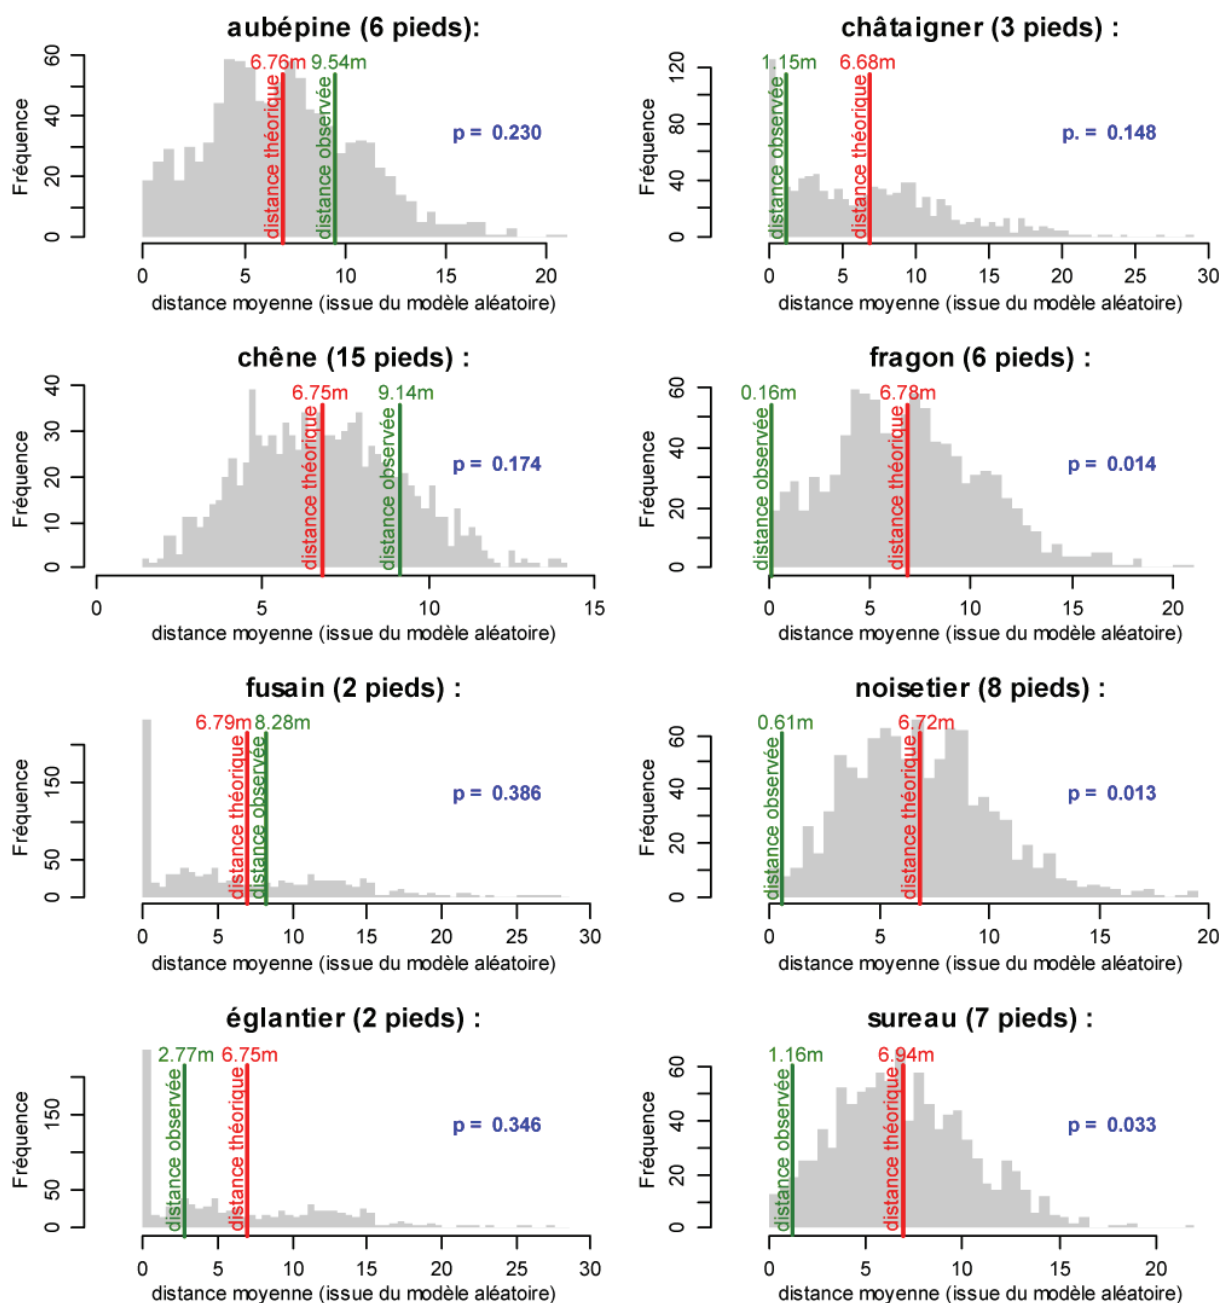 aubépine (6 pieds):
6.76m
9.54m
Fréquence
60
40
20
0
distance théorique
distance observée
p = 0.230
0
5
10
15
20
distance moyenne (issue du modèle aléatoire)
châtaigner (3 pieds) :
1.15m
6.68m
Fréquence
120
80
40
0
distance observée
distance théorique
p. = 0.148
0
5
10
15
20
25
30
distance moyenne (issue du modèle aléatoire)
chêne (15 pieds) :
6.75m
9.14m
Fréquence
40
30
20
10
0
distance théorique
distance observée
p = 0.174
0
5
10
15
distance moyenne (issue du modèle aléatoire)
fragon (6 pieds) :
0.16m
6.78m
Fréquence
60
40
20
0
distance observée
distance théorique
p = 0.014
0
5
10
15
20
distance moyenne (issue du modèle aléatoire)
fusain (2 pieds) :
6.79m
8.28m
Fréquence
150
50
0
distance théorique
distance observée
p = 0.386
0
5
10
15
20
25
30
distance moyenne (issue du modèle aléatoire)
noisetier (8 pieds) :
0.61m
6.72m
Fréquence
60
40
20
0
distance observée
distance théorique
p = 0.013
0
5
10
15
20
distance moyenne (issue du modèle aléatoire)
églantier (2 pieds) :
2.77m
6.75m
Fréquence
150
50
0
distance observée
distance théorique
p = 0.346
0
5
10
15
20
25
30
distance moyenne (issue du modèle aléatoire)
sureau (7 pieds) :
1.16m
6.94m
Fréquence
60
40
20
0
distance observée
distance théorique
p = 0.033
0
5
10
15
20
distance moyenne (issue du modèle aléatoire)